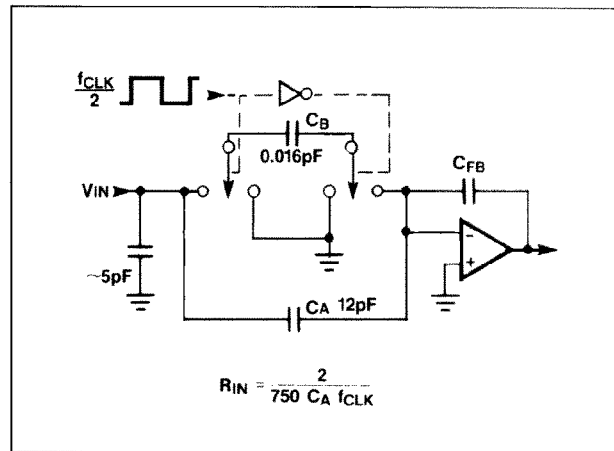 fCLK
2
CB
0.016pF
CFB
VIN
−
+
~5pF
CA 12pF
RIN = 2
750 CA fCLK